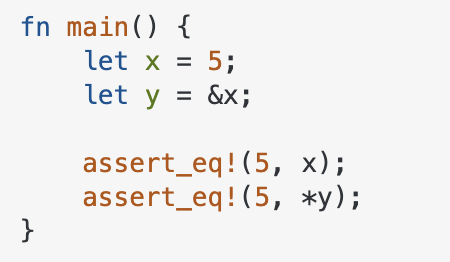 fn main() {
    let x = 5;
    let y = &x;

    assert_eq!(5, x);
    assert_eq!(5, *y);
}